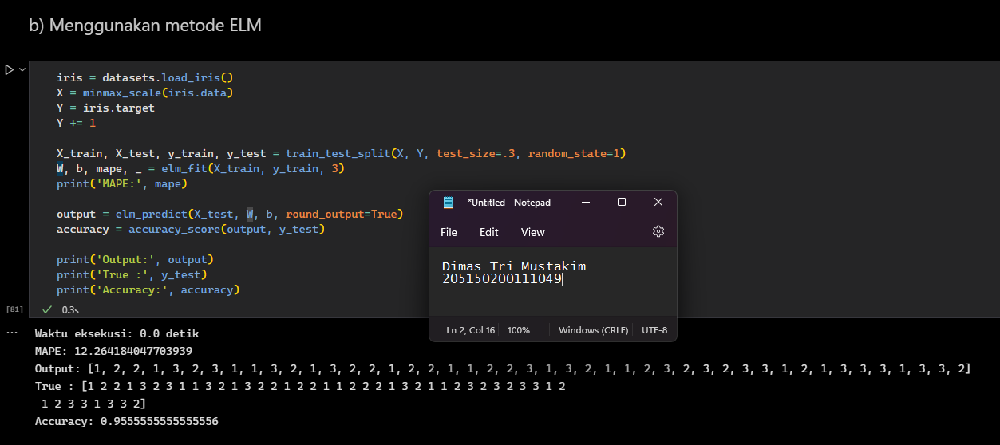 b) Menggunakan metode ELM
iris = datasets.load_iris()
X = minmax_scale(iris.data)
Y = iris.target
Y += 1
X_train, X_test, y_train, y_test = train_test_split(X, Y, test_size=.3, random_state=1)
W, b, mape, _ = elm_fit(X_train, y_train, 3)
print('MAPE:', mape)
output = elm_predict(X_test, W, b, round_output=True)
accuracy = accuracy_score(output, y_test)
print('Output:', output)
print('True :', y_test)
print('Accuracy:', accuracy)
[81]
0.3s
*Untitled - Notepad
File Edit View
Dimas Tri Mustakim
205150200111049
Ln 2, Col 16 100% Windows (CRLF) UTF-8
...
Waktu eksekusi: 0.0 detik
MAPE: 12.264184047703939
Output: [1, 2, 2, 1, 3, 2, 3, 1, 1, 3, 2, 1, 3, 2, 2, 1, 2, 2, 1, 1, 2, 2, 3, 1, 3, 2, 1, 1, 2, 3, 2, 3, 2, 3, 3, 1, 2, 1, 3, 3, 3, 1, 3, 3, 2]
True : [1 2 2 1 3 2 3 1 1 3 2 1 3 2 2 1 2 2 1 1 2 2 2 1 3 2 1 1 2 3 2 3 2 3 3 1 2
1 2 3 3 1 3 3 2]
Accuracy: 0.9555555555555556